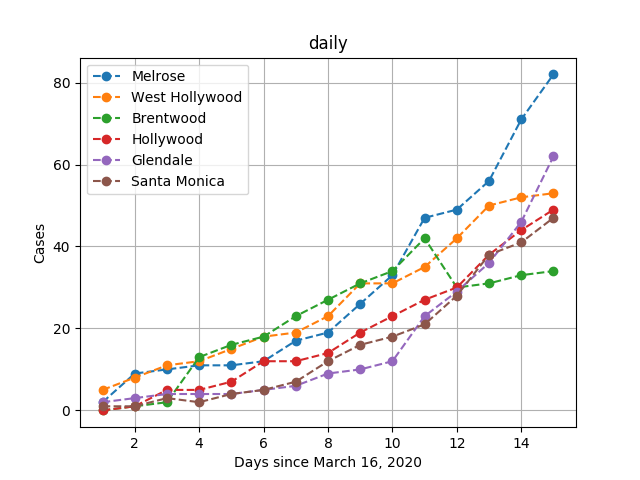 daily
Melrose
West Hollywood
Brentwood
Hollywood
Glendale
Santa Monica
80
60
40
20
0
Cases
2 4 6 8 10 12 14
Days since March 16, 2020